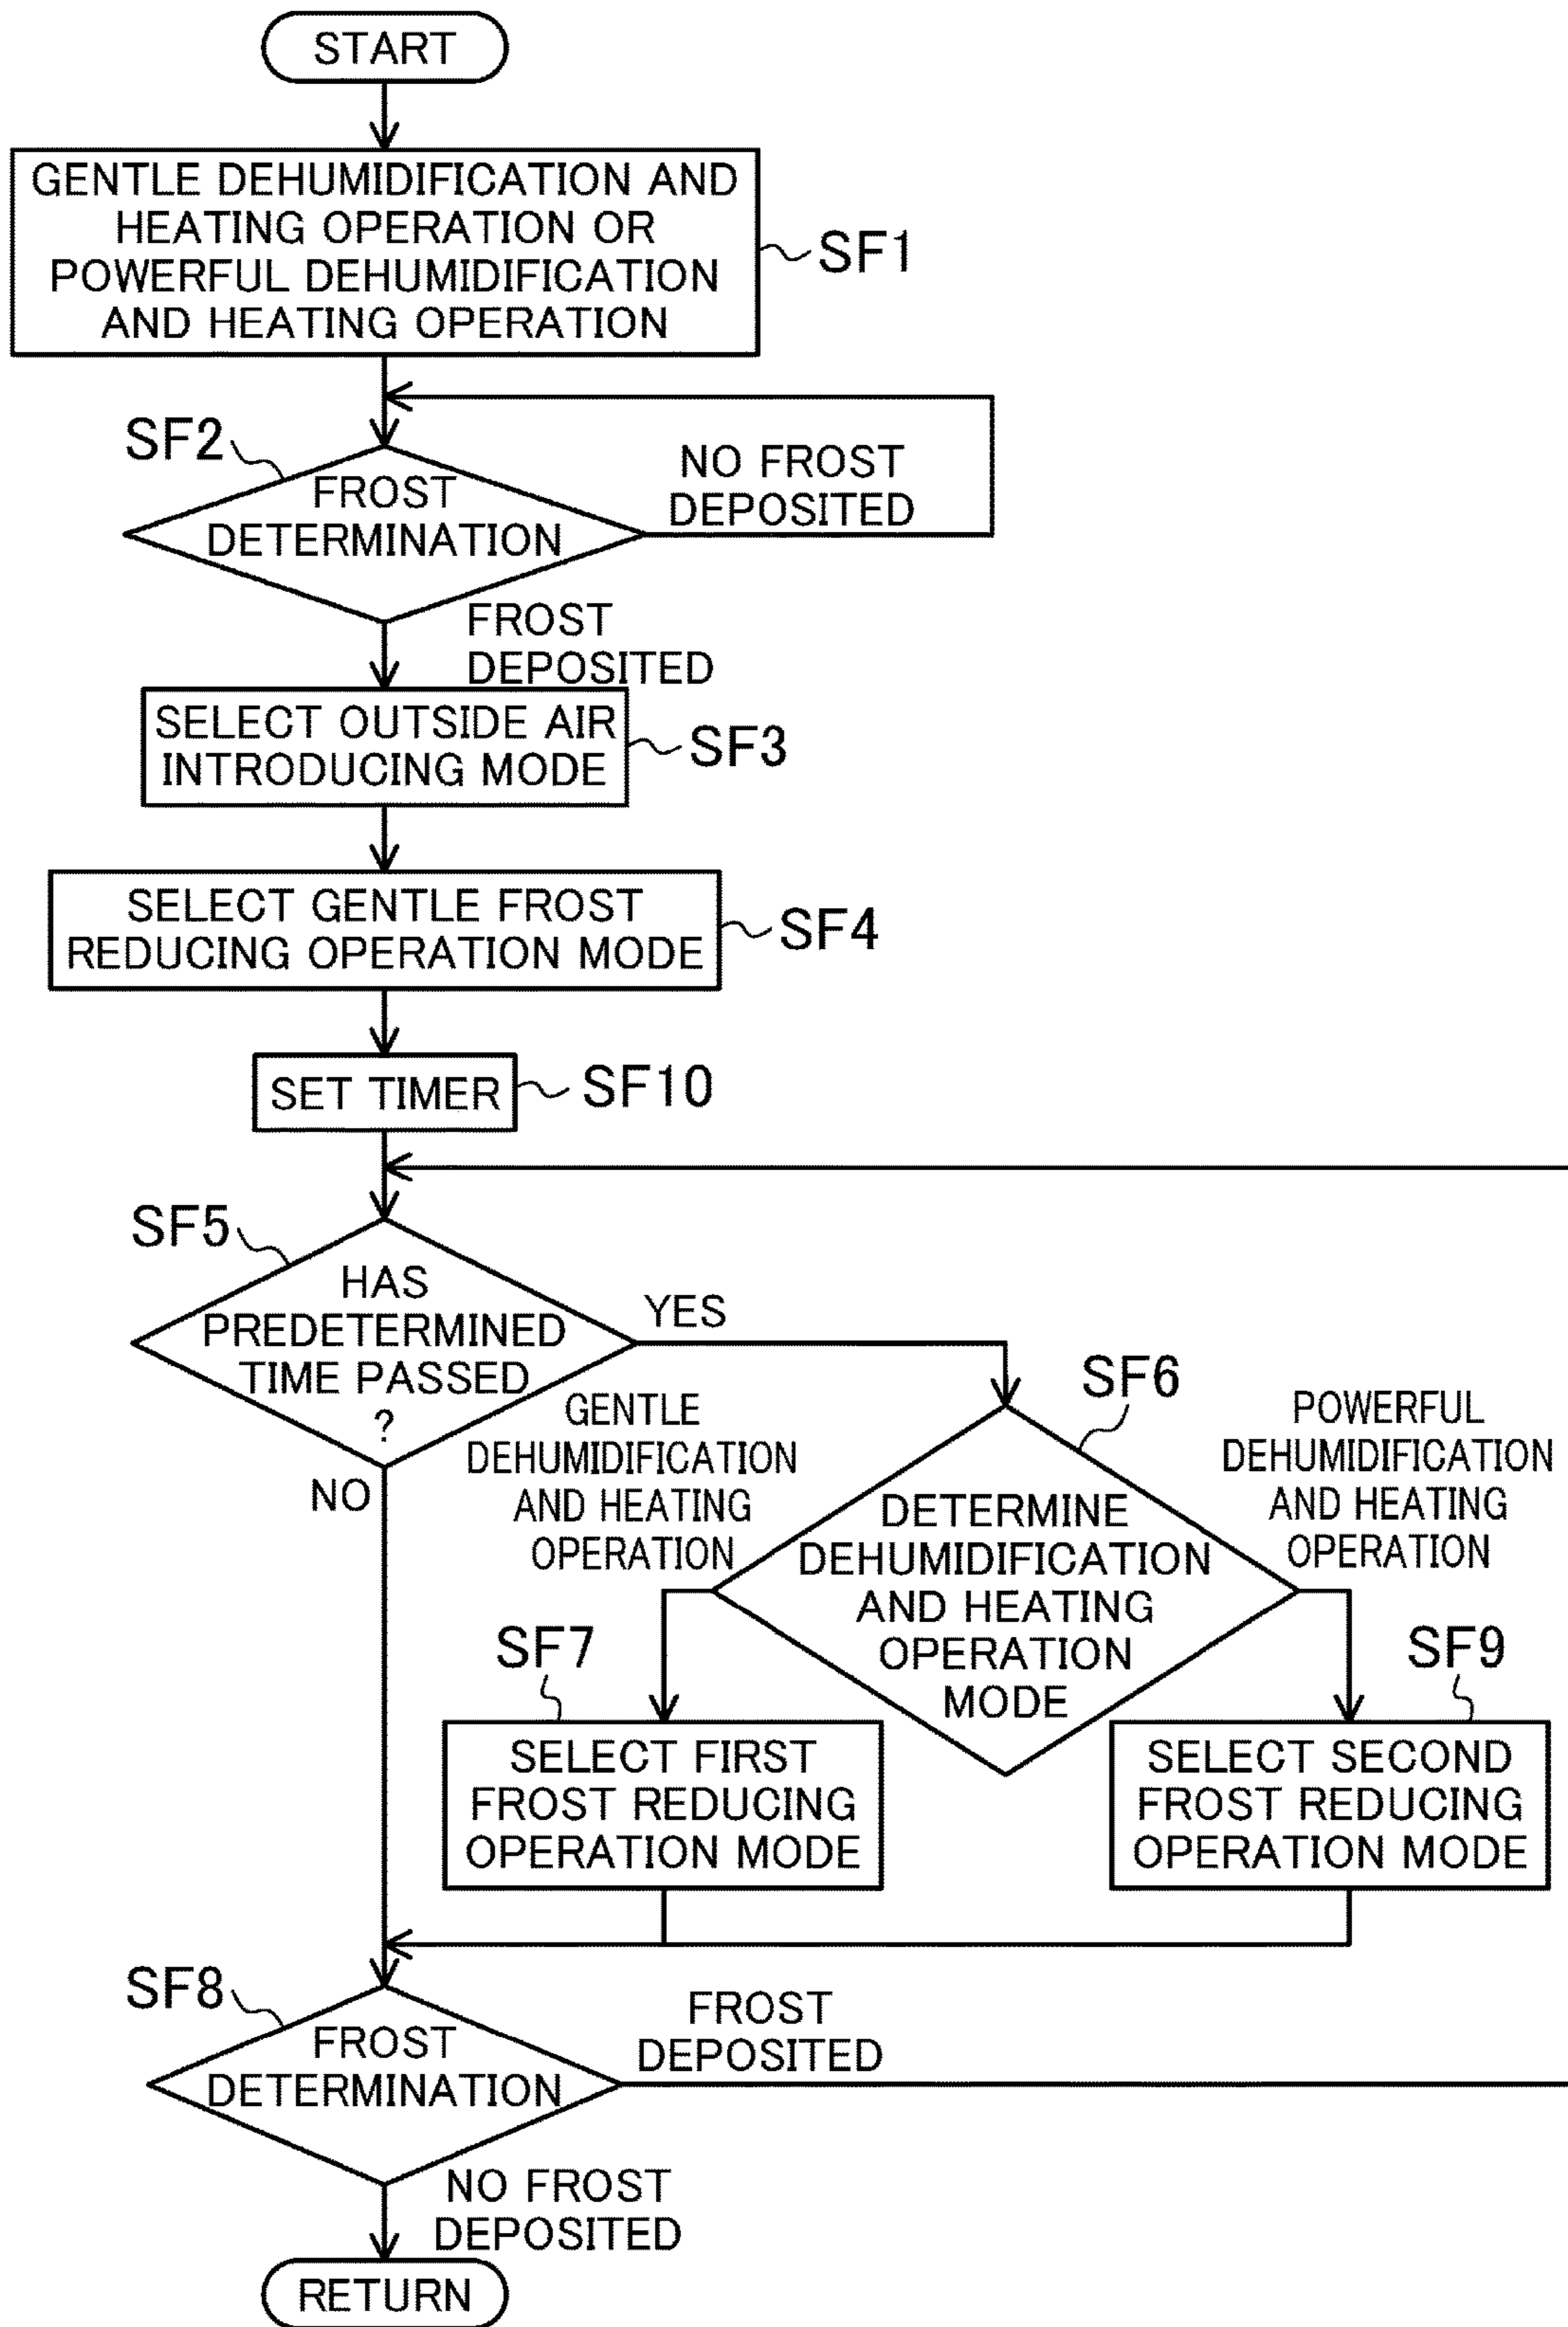 START
GENTLE DEHUMIDIFICATION AND
HEATING OPERATION OR
POWERFUL DEHUMIDIFICATION
AND HEATING OPERATION
SF1
SF2
FROST
DETERMINATION
NO FROST
DEPOSITED
FROST
DEPOSITED
SELECT OUTSIDE AIR
INTRODUCING MODE
SF3
SELECT GENTLE FROST
REDUCING OPERATION MODE
SF4
SET TIMER
SF10
SF5
HAS
PREDETERMINED
TIME PASSED
?
YES
NO
SF6
GENTLE
DEHUMIDIFICATION
AND HEATING
OPERATION
DETERMINE
DEHUMIDIFICATION
AND HEATING
OPERATION
MODE
POWERFUL
DEHUMIDIFICATION
AND HEATING
OPERATION
SF7
SELECT FIRST
FROST REDUCING
OPERATION MODE
SF9
SELECT SECOND
FROST REDUCING
OPERATION MODE
SF8
FROST
DETERMINATION
FROST
DEPOSITED
NO FROST
DEPOSITED
RETURN